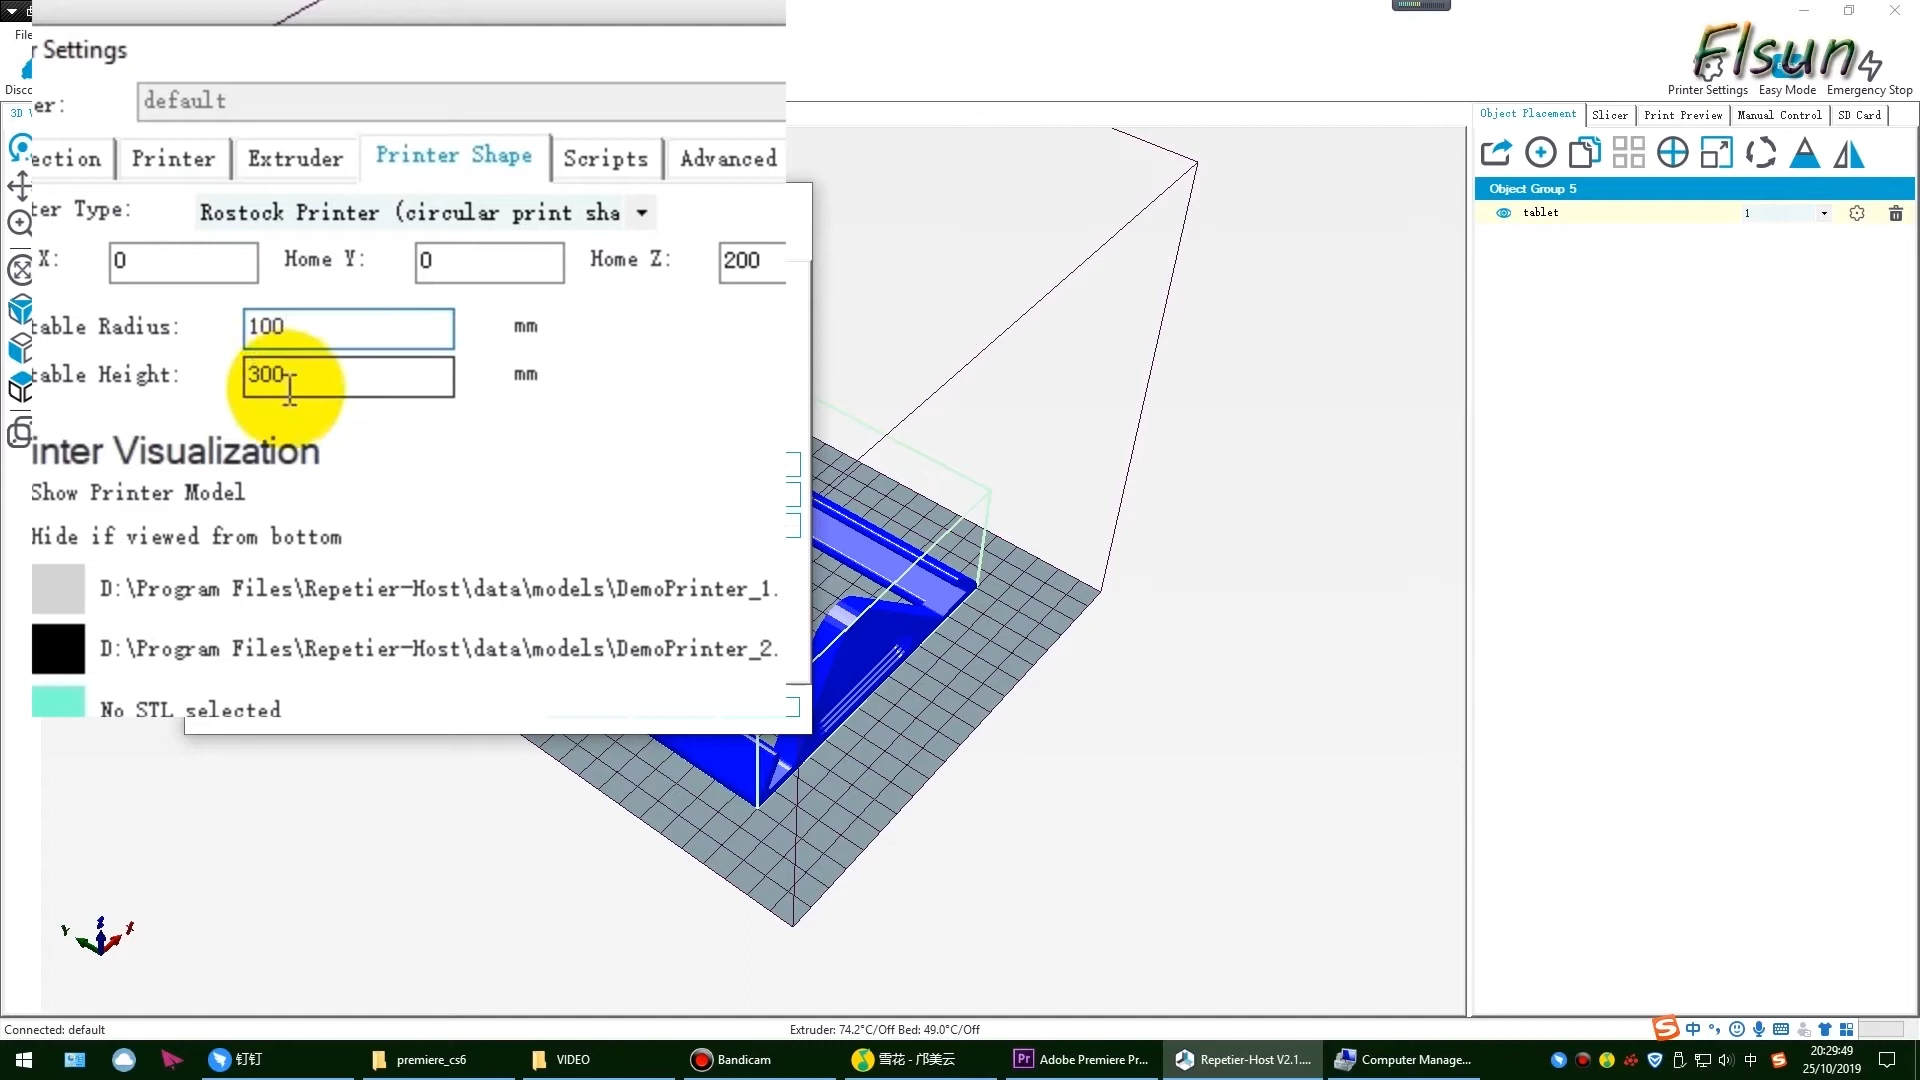 File
Elsun
Disco
Printer Settings
Easy Mode
Emergency Stop
r Settings
er:
default
ection
Printer
Extruder
Printer Shape
Scripts
Advanced
ter Type:
Rostock Printer (circular print sha
X:
0
Home Y:
0
Home Z:
200
table Radius:
100
mm
table Height:
300
mm
inter Visualization
Show Printer Model
Hide if viewed from bottom
D:\Program Files\Repetier-Host\data\models\DemoPrinter_1.
D:\Program Files\Repetier-Host\data\models\DemoPrinter_2.
No STL selected
3D V
Object Placement
Slicer
Print Preview
Manual Control
SD Card
Object Group 5
tablet
1
Y
Z
X
Connected: default
Extruder: 74.2°C/Off Bed: 49.0°C/Off
中
钉钉
premiere_cs6
VIDEO
Bandicam
雪花 - 邝美云
Pr
Adobe Premiere Pr...
Repetier-Host V2.1....
Computer Manage...
中
20:29:49
25/10/2019